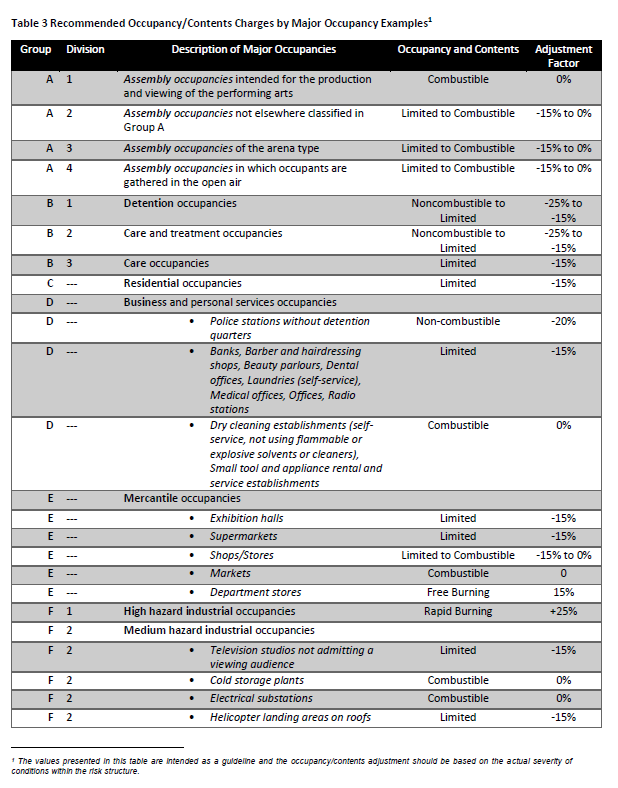 Table 3 Recommended Occupancy/Contents Charges by Major Occupancy Examples¹
Group Division Description of Major Occupancies Occupancy and Contents Adjustment
Factor
A 1 Assembly occupancies intended for the production Combustible 0%
and viewing of the performing arts
A 2 Assembly occupancies not elsewhere classified in Limited to Combustible -15% to 0%
Group A
A 3 Assembly occupancies of the arena type Limited to Combustible -15% to 0%
A 4 Assembly occupancies in which occupants are Limited to Combustible -15% to 0%
gathered in the open air
B 1 Detention occupancies Noncombustible to -25% to
Limited -15%
B 2 Care and treatment occupancies Noncombustible to -25% to
Limited -15%
B 3 Care occupancies Limited -15%
C --- Residential occupancies Limited -15%
D --- Business and personal services occupancies
D --- • Police stations without detention Non-combustible -20%
quarters
D --- • Banks, Barber and hairdressing Limited -15%
shops, Beauty parlours, Dental
offices, Laundries (self-service),
Medical offices, Offices, Radio
stations
D --- • Dry cleaning establishments (self- Combustible 0%
service, not using flammable or
explosive solvents or cleaners),
Small tool and appliance rental and
service establishments
E --- Mercantile occupancies
E --- • Exhibition halls Limited -15%
E --- • Supermarkets Limited -15%
E --- • Shops/Stores Limited to Combustible -15% to 0%
E --- • Markets Combustible 0
E --- • Department stores Free Burning 15%
F 1 High hazard industrial occupancies Rapid Burning +25%
F 2 Medium hazard industrial occupancies
F 2 • Television studios not admitting a Limited -15%
viewing audience
F 2 • Cold storage plants Combustible 0%
F 2 • Electrical substations Combustible 0%
F 2 • Helicopter landing areas on roofs Limited -15%
¹ The values presented in this table are intended as a guideline and the occupancy/contents adjustment should be based on the actual severity of
conditions within the risk structure.